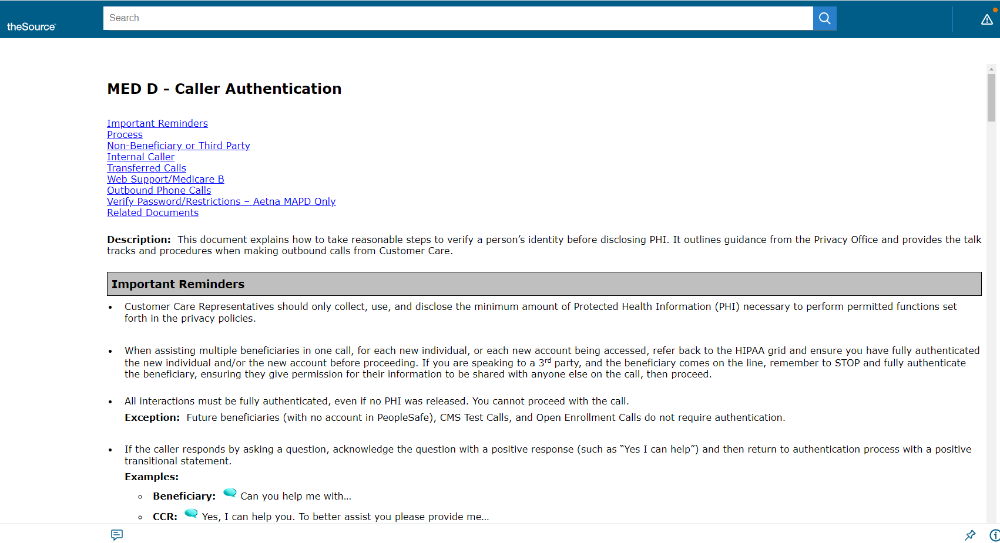 theSource™
Search
MED D - Caller Authentication
Important Reminders
Process
Non-Beneficiary or Third Party
Internal Caller
Transferred Calls
Web Support/Medicare B
Outbound Phone Calls
Verify Password/Restrictions – Aetna MAPD Only
Related Documents
Description: This document explains how to take reasonable steps to verify a person’s identity before disclosing PHI. It outlines guidance from the Privacy Office and provides the talk
tracks and procedures when making outbound calls from Customer Care.
Important Reminders
• Customer Care Representatives should only collect, use, and disclose the minimum amount of Protected Health Information (PHI) necessary to perform permitted functions set
forth in the privacy policies.
• When assisting multiple beneficiaries in one call, for each new individual, or each new account being accessed, refer back to the HIPAA grid and ensure you have fully authenticated
the new individual and/or the new account before proceeding. If you are speaking to a 3rd party, and the beneficiary comes on the line, remember to STOP and fully authenticate
the beneficiary, ensuring they give permission for their information to be shared with anyone else on the call, then proceed.
• All interactions must be fully authenticated, even if no PHI was released. You cannot proceed with the call.
Exception: Future beneficiaries (with no account in PeopleSafe), CMS Test Calls, and Open Enrollment Calls do not require authentication.
• If the caller responds by asking a question, acknowledge the question with a positive response (such as “Yes I can help”) and then return to authentication process with a positive
transitional statement.
Examples:
◦ Beneficiary: Can you help me with…
◦ CCR: Yes, I can help you. To better assist you please provide me…